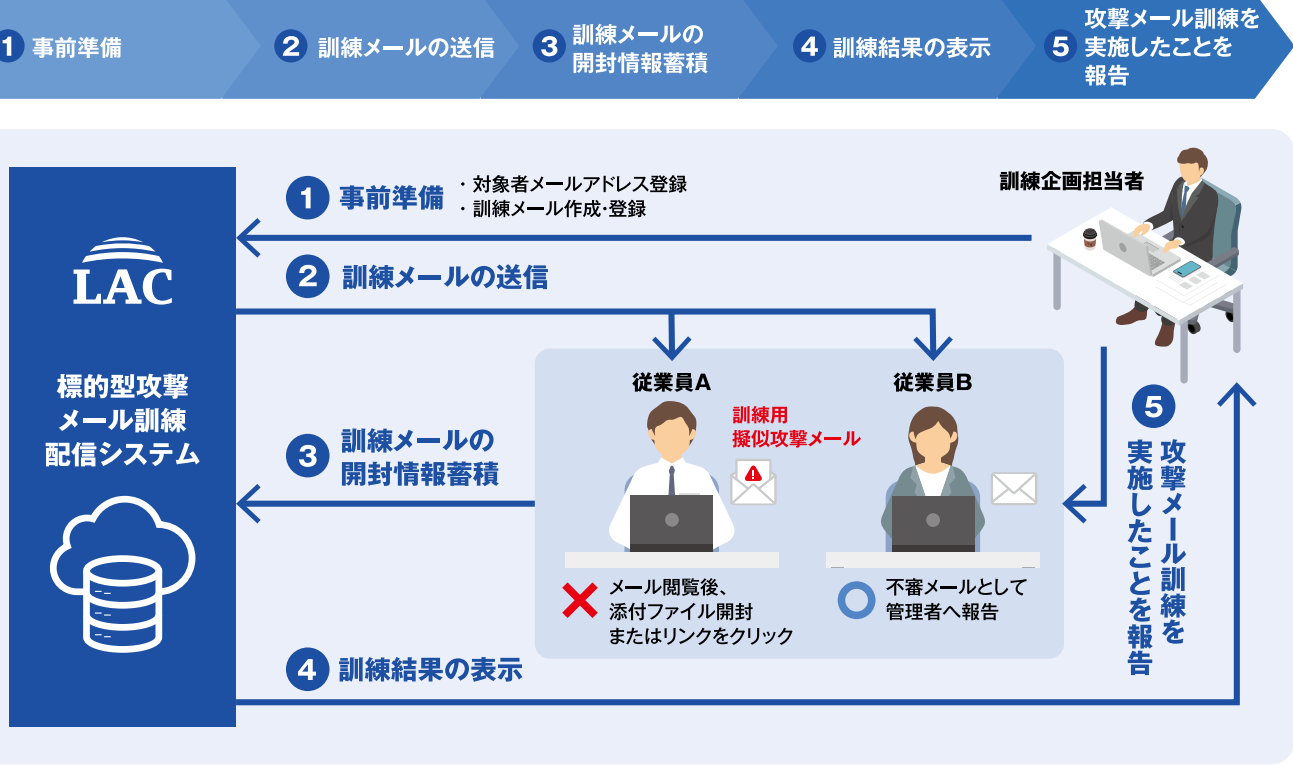 1 事前準備
2 訓練メールの送信
3 訓練メールの
開封情報蓄積
4 訓練結果の表示
5 攻撃メール訓練を
実施したことを
報告
LAC
標的型攻撃
メール訓練
配信システム
1 事前準備
・対象者メールアドレス登録
・訓練メール作成・登録
訓練企画担当者
2 訓練メールの送信
従業員A
訓練用
擬似攻撃メール
従業員B
3 訓練メールの
開封情報蓄積
メール閲覧後、
添付ファイル開封
またはリンクをクリック
不審メールとして
管理者へ報告
4 訓練結果の表示
5
攻撃メール訓練を
実施したことを報告